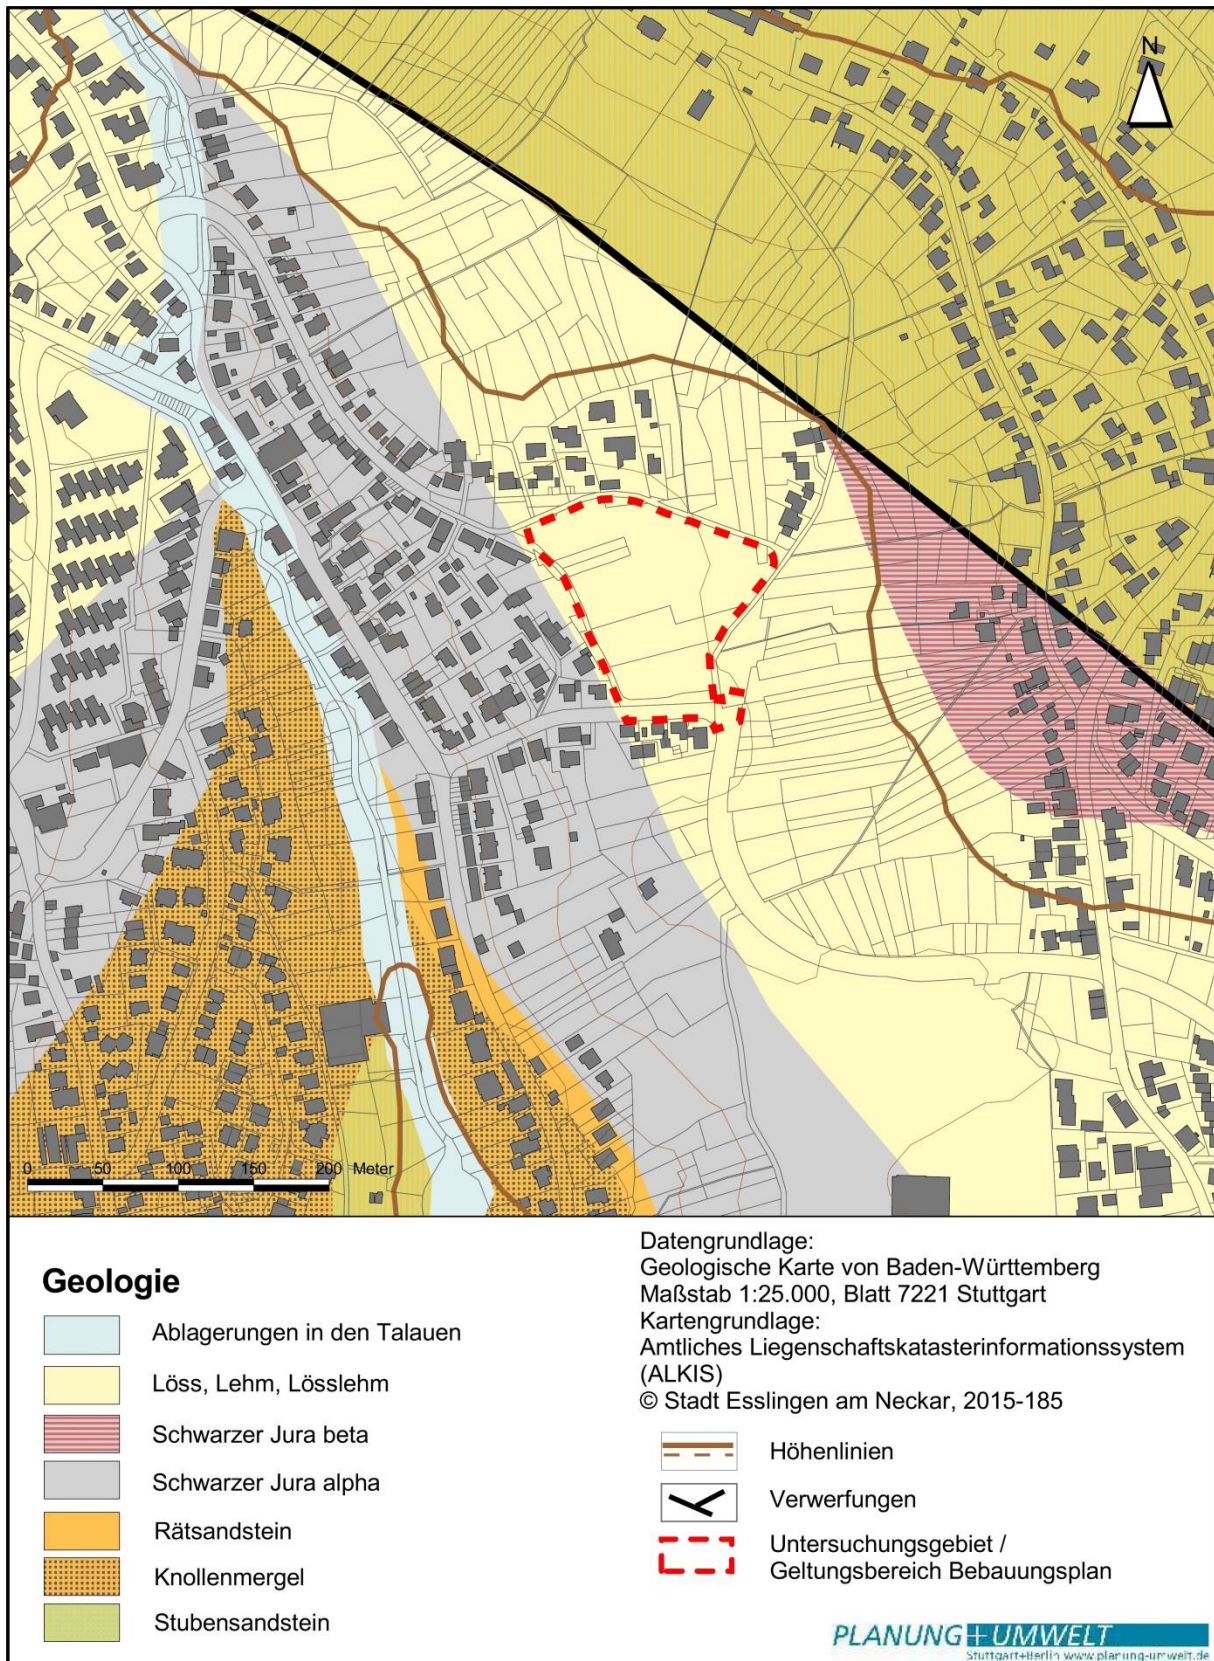 N
0 50 100 150 200 Meter
Geologie
Ablagerungen in den Talauen
Löss, Lehm, Lösslehm
Schwarzer Jura beta
Schwarzer Jura alpha
Rätsandstein
Knollenmergel
Stubensandstein
Datengrundlage:
Geologische Karte von Baden-Württemberg
Maßstab 1:25.000, Blatt 7221 Stuttgart
Kartengrundlage:
Amtliches Liegenschaftskatasterinformationssystem
(ALKIS)
© Stadt Esslingen am Neckar, 2015-185
Höhenlinien
Verwerfungen
Untersuchungsgebiet /
Geltungsbereich Bebauungsplan
PLANUNG+UMWELT
Stuttgart+Berlin www.planung-umwelt.de